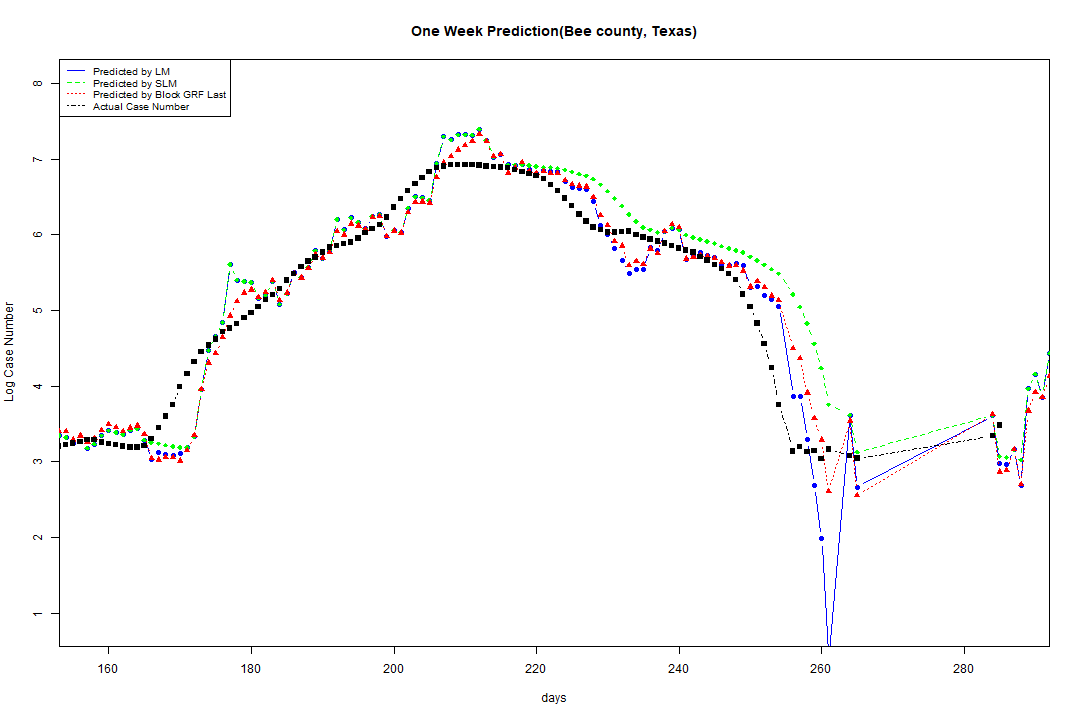 One Week Prediction(Bee county, Texas)
Predicted by LM
Predicted by SLM
Predicted by Block GRF Last
Actual Case Number
8
7
6
5
4
3
2
1
Log Case Number
160 180 200 220 240 260 280
days